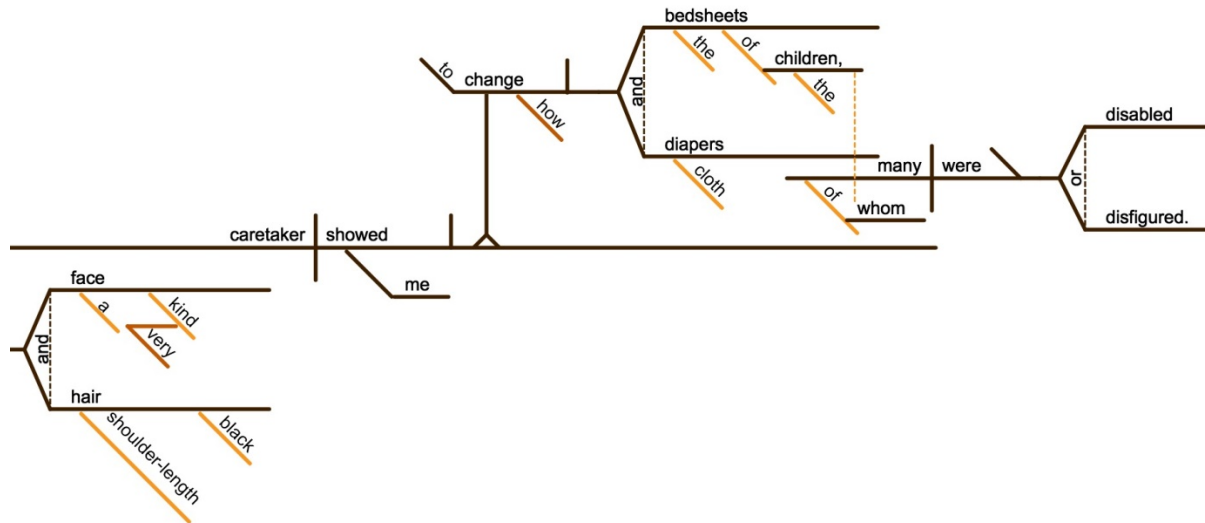 bedsheets
the
of
children,
the
to
change
how
and
diapers
cloth
disabled
or
disfigured.
many
were
of
whom
caretaker
showed
me
face
a
kind
very
and
hair
shoulder-length
black